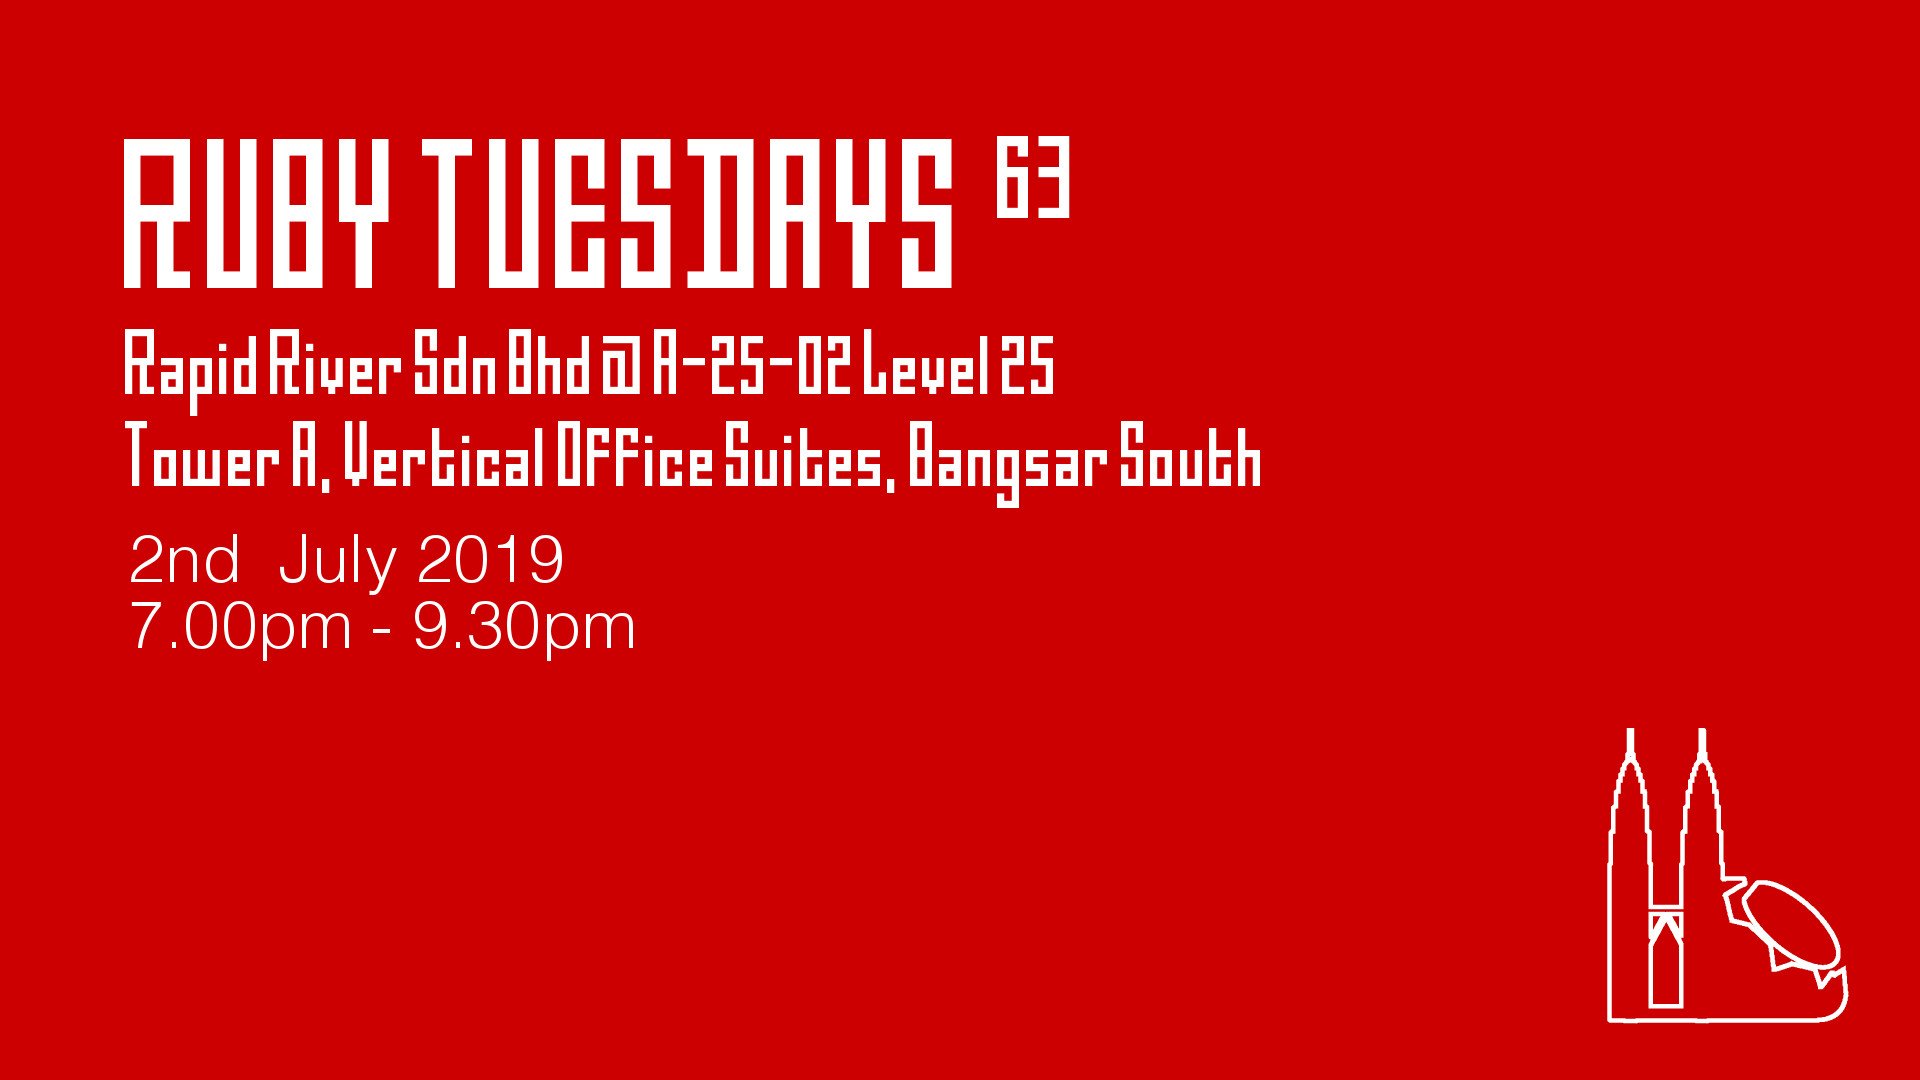 RUBY TUESDAYS 63
Rapid River Sdn Bhd @ A-25-02 Level 25
Tower A, Vertical Office Suites, Bangsar South
2nd July 2019
7.00pm - 9.30pm